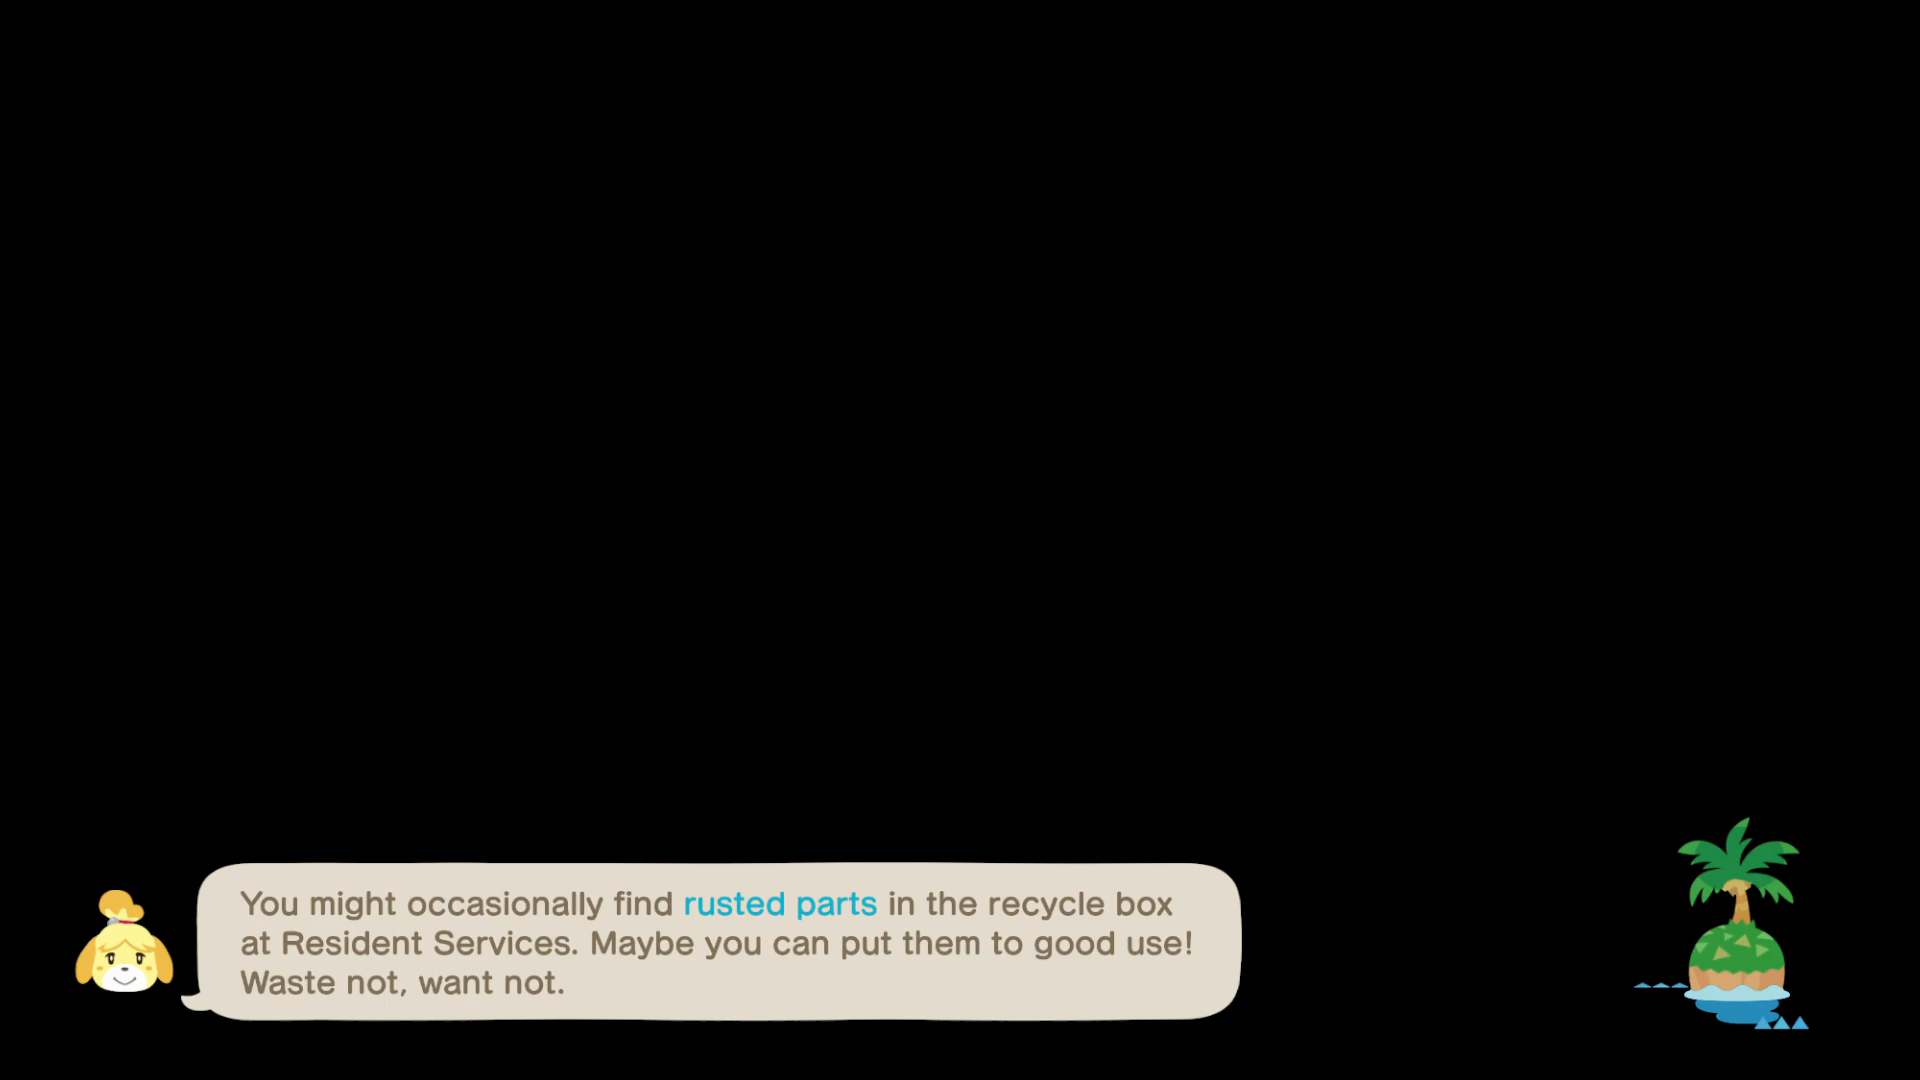 You might occasionally find rusted parts in the recycle box
at Resident Services. Maybe you can put them to good use!
Waste not, want not.